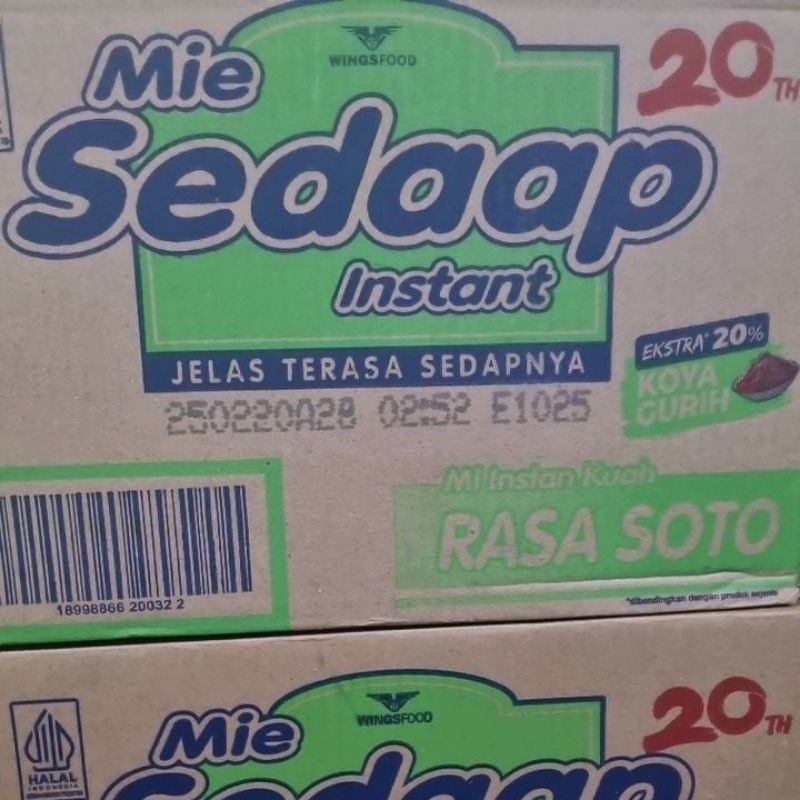 WINGSFOOD
Mie
20TH
Sedaap
Instant
JELAS TERASA SEDAPNYA
EKSTRA* 20%
KOYA
GURIH
250220A28 02:52 E1025
Mi Instan Kuah
RASA SOTO
18998866 20032 2
*dibandingkan dengan produk sejenis
WINGSFOOD
Mie
20TH
HALAL
INDONESIA
Sedaap